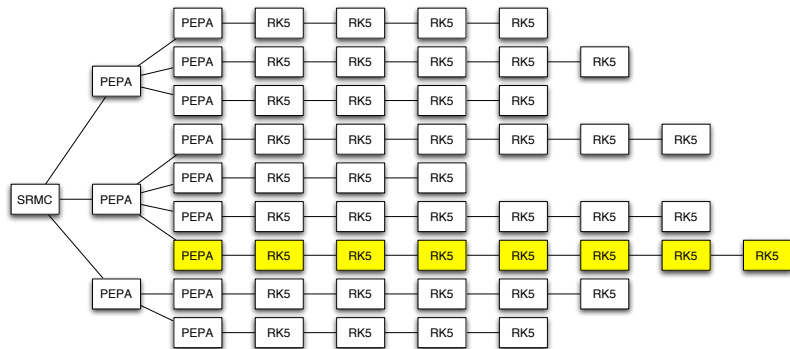 PEPA RK5 RK5 RK5 RK5
PEPA RK5 RK5 RK5 RK5 RK5
PEPA
PEPA RK5 RK5 RK5 RK5
PEPA RK5 RK5 RK5 RK5 RK5 RK5
PEPA RK5 RK5 RK5
SRMC PEPA
PEPA RK5 RK5 RK5 RK5 RK5 RK5
PEPA RK5 RK5 RK5 RK5 RK5 RK5 RK5
PEPA PEPA RK5 RK5 RK5 RK5 RK5
PEPA RK5 RK5 RK5 RK5